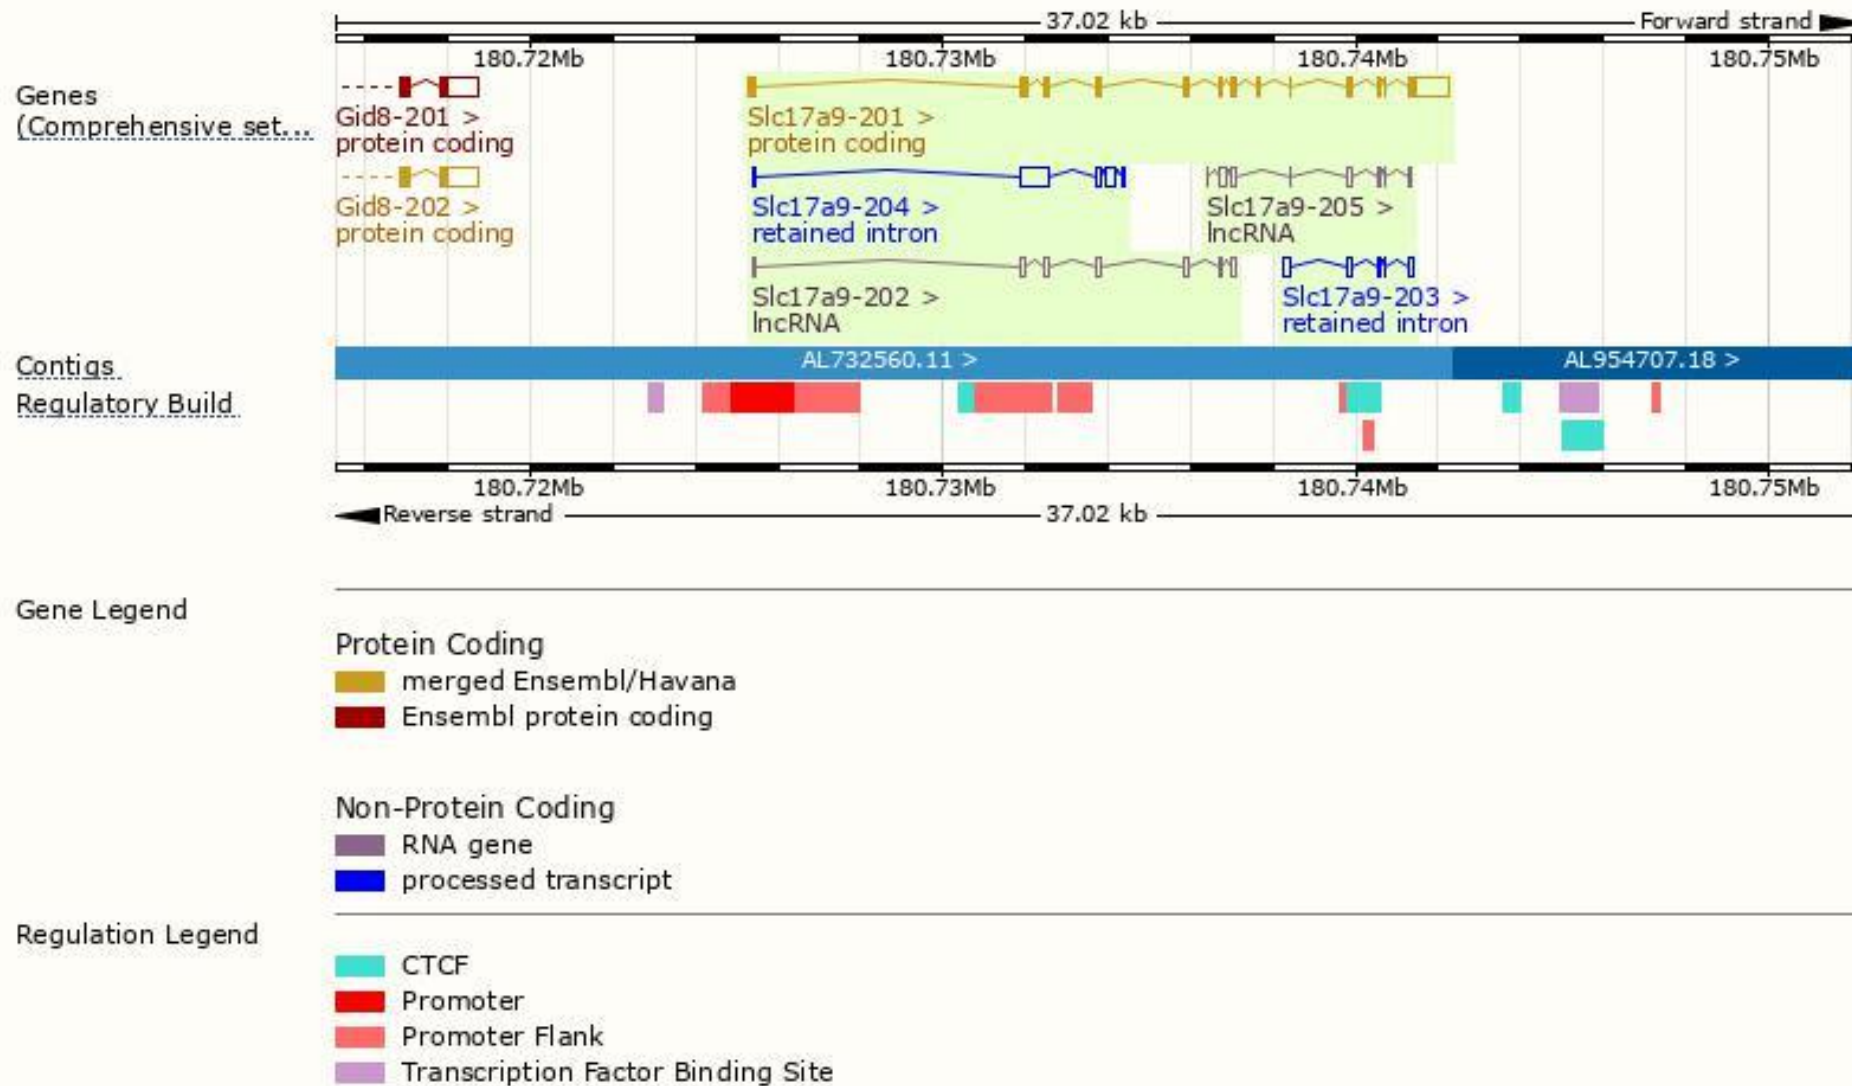 37.02 kb Forward strand
180.72Mb 180.73Mb 180.74Mb 180.75Mb
Genes
(Comprehensive set...
Gid8-201 > Slc17a9-201 >
protein coding protein coding
Gid8-202 > Slc17a9-204 > Slc17a9-205 >
protein coding retained intron lncRNA
Slc17a9-202 > Slc17a9-203 >
lncRNA retained intron
Contigs AL732560.11 > AL954707.18 >
Regulatory Build
180.72Mb 180.73Mb 180.74Mb 180.75Mb
Reverse strand 37.02 kb
Gene Legend
Protein Coding
merged Ensembl/Havana
Ensembl protein coding
Non-Protein Coding
RNA gene
processed transcript
Regulation Legend
CTCF
Promoter
Promoter Flank
Transcription Factor Binding Site